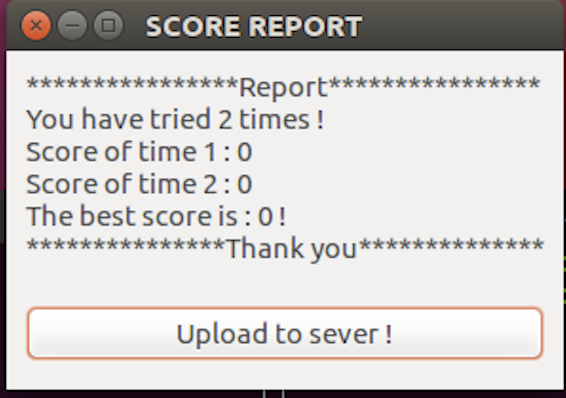 SCORE REPORT
****************Report****************
You have tried 2 times !
Score of time 1 : 0
Score of time 2 : 0
The best score is : 0 !
***************Thank you**************
Upload to sever !